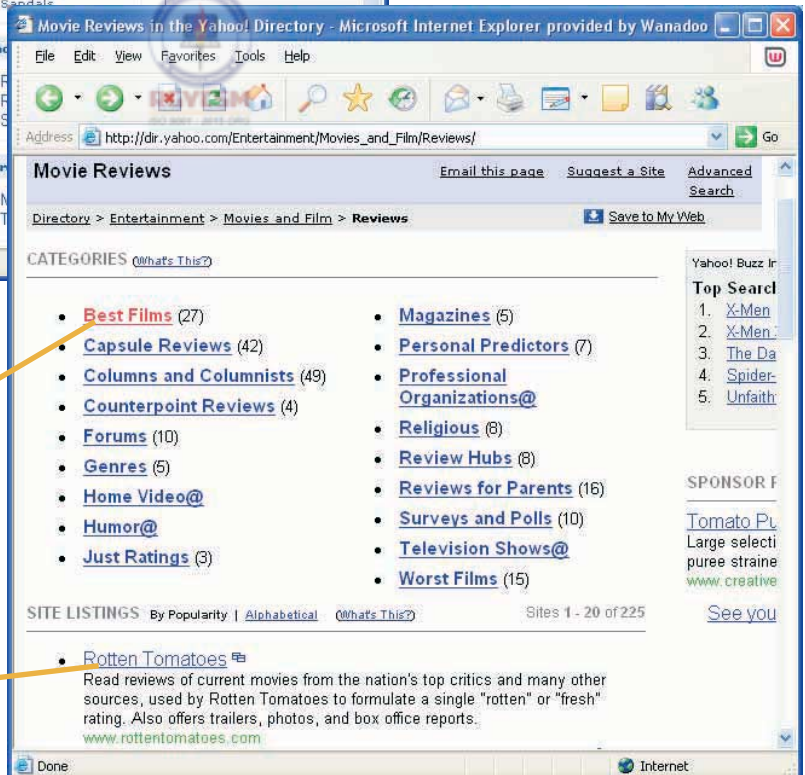 Sandals
Movie Reviews in the Yahoo! Directory - Microsoft Internet Explorer provided by Wanadoo
File Edit View Favorites Tools Help
Address http://dir.yahoo.com/Entertainment/Movies_and_Film/Reviews/ Go
Movie Reviews Email this page Suggest a Site Advanced Search
Directory > Entertainment > Movies and Film > Reviews Save to My Web
CATEGORIES (What's This?)
• Best Films (27)
• Capsule Reviews (42)
• Columns and Columnists (49)
• Counterpoint Reviews (4)
• Forums (10)
• Genres (5)
• Home Video@
• Humor@
• Just Ratings (3)
• Magazines (5)
• Personal Predictors (7)
• Professional
Organizations@
• Religious (8)
• Review Hubs (8)
• Reviews for Parents (16)
• Surveys and Polls (10)
• Television Shows@
• Worst Films (15)
Yahoo! Buzz In
Top Search
1. X-Men
2. X-Men
3. The Da
4. Spider-
5. Unfaith
SPONSOR R
Tomato Pu
Large selecti
puree straine
www.creative
See you
SITE LISTINGS By Popularity | Alphabetical (What's This?) Sites 1 - 20 of 225
• Rotten Tomatoes
Read reviews of current movies from the nation's top critics and many other
sources, used by Rotten Tomatoes to formulate a single "rotten" or "fresh"
rating. Also offers trailers, photos, and box office reports.
www.rottentomatoes.com
Done Internet